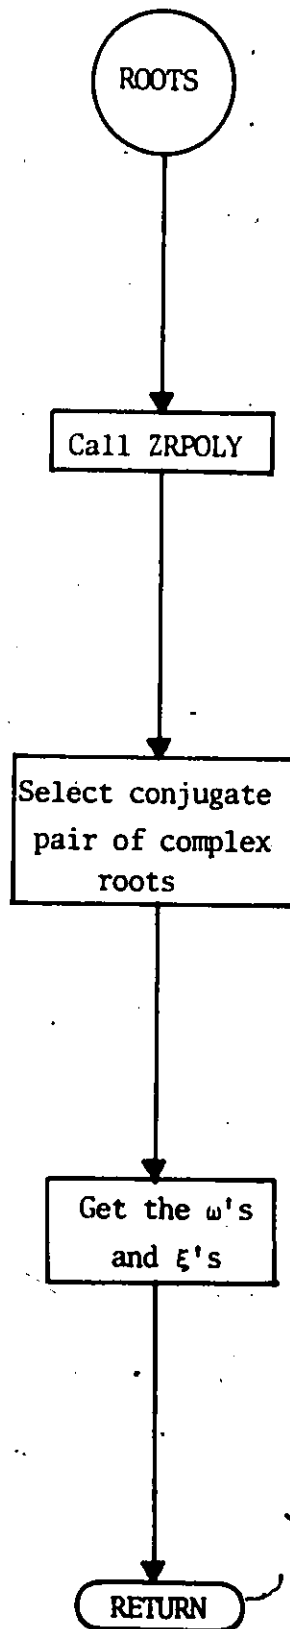 ROOTS
Call ZRPOLY
Select conjugate
pair of complex
roots
Get the ω's
and ξ's
RETURN